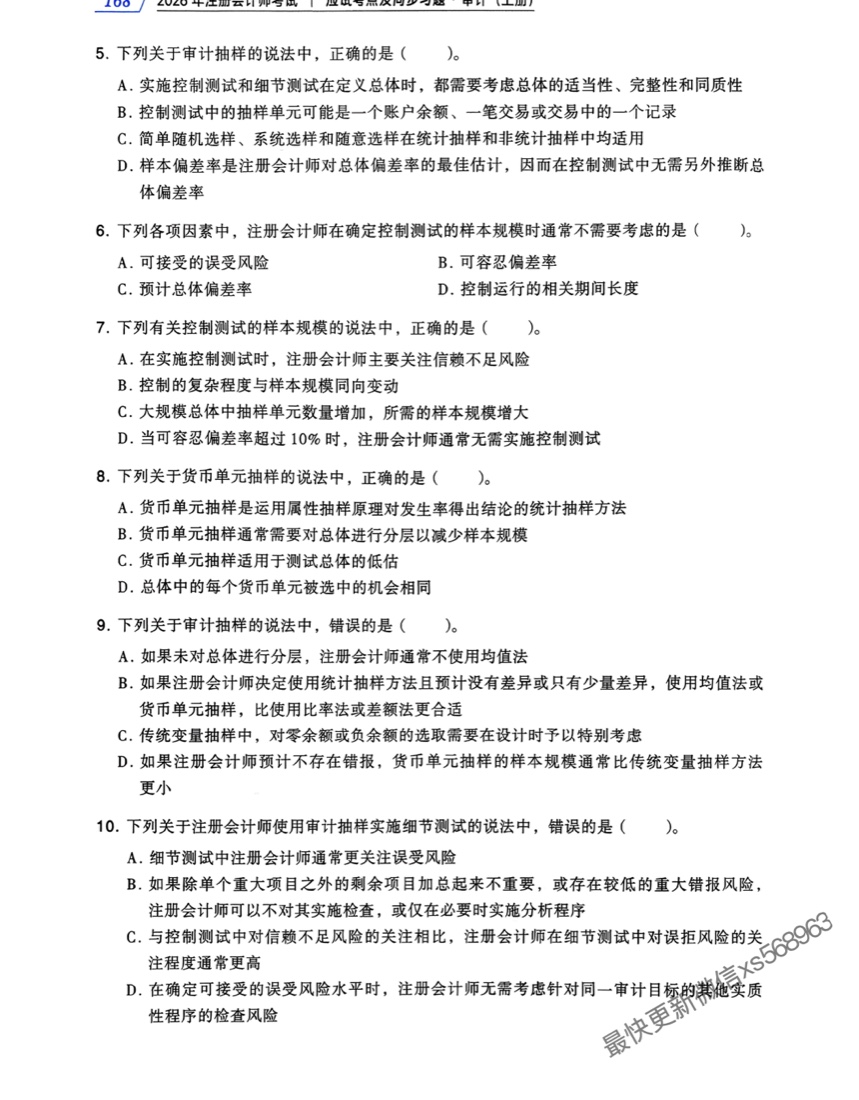 168 / 2026 年注册会计师考试 | 应试考点及同步习题·审计（上册）
5. 下列关于审计抽样的说法中，正确的是（　　）。
A. 实施控制测试和细节测试在定义总体时，都需要考虑总体的适当性、完整性和同质性
B. 控制测试中的抽样单元可能是一个账户余额、一笔交易或交易中的一个记录
C. 简单随机选样、系统选样和随意选样在统计抽样和非统计抽样中均适用
D. 样本偏差率是注册会计师对总体偏差率的最佳估计，因而在控制测试中无需另外推断总
体偏差率
6. 下列各项因素中，注册会计师在确定控制测试的样本规模时通常不需要考虑的是（　　）。
A. 可接受的误受风险　　B. 可容忍偏差率
C. 预计总体偏差率　　D. 控制运行的相关期间长度
7. 下列有关控制测试的样本规模的说法中，正确的是（　　）。
A. 在实施控制测试时，注册会计师主要关注信赖不足风险
B. 控制的复杂程度与样本规模同向变动
C. 大规模总体中抽样单元数量增加，所需的样本规模增大
D. 当可容忍偏差率超过 10% 时，注册会计师通常无需实施控制测试
8. 下列关于货币单元抽样的说法中，正确的是（　　）。
A. 货币单元抽样是运用属性抽样原理对发生率得出结论的统计抽样方法
B. 货币单元抽样通常需要对总体进行分层以减少样本规模
C. 货币单元抽样适用于测试总体的低估
D. 总体中的每个货币单元被选中的机会相同
9. 下列关于审计抽样的说法中，错误的是（　　）。
A. 如果未对总体进行分层，注册会计师通常不使用均值法
B. 如果注册会计师决定使用统计抽样方法且预计没有差异或只有少量差异，使用均值法或
货币单元抽样，比使用比率法或差额法更合适
C. 传统变量抽样中，对零余额或负余额的选取需要在设计时予以特别考虑
D. 如果注册会计师预计不存在错报，货币单元抽样的样本规模通常比传统变量抽样方法
更小
10. 下列关于注册会计师使用审计抽样实施细节测试的说法中，错误的是（　　）。
A. 细节测试中注册会计师通常更关注误受风险
B. 如果除单个重大项目之外的剩余项目加总起来不重要，或存在较低的重大错报风险，
注册会计师可以不对其实施检查，或仅在必要时实施分析程序
C. 与控制测试中对信赖不足风险的关注相比，注册会计师在细节测试中对误拒风险的关
注程度通常更高
D. 在确定可接受的误受风险水平时，注册会计师无需考虑针对同一审计目标的其他实质
性程序的检查风险
最快更新微信xs568963